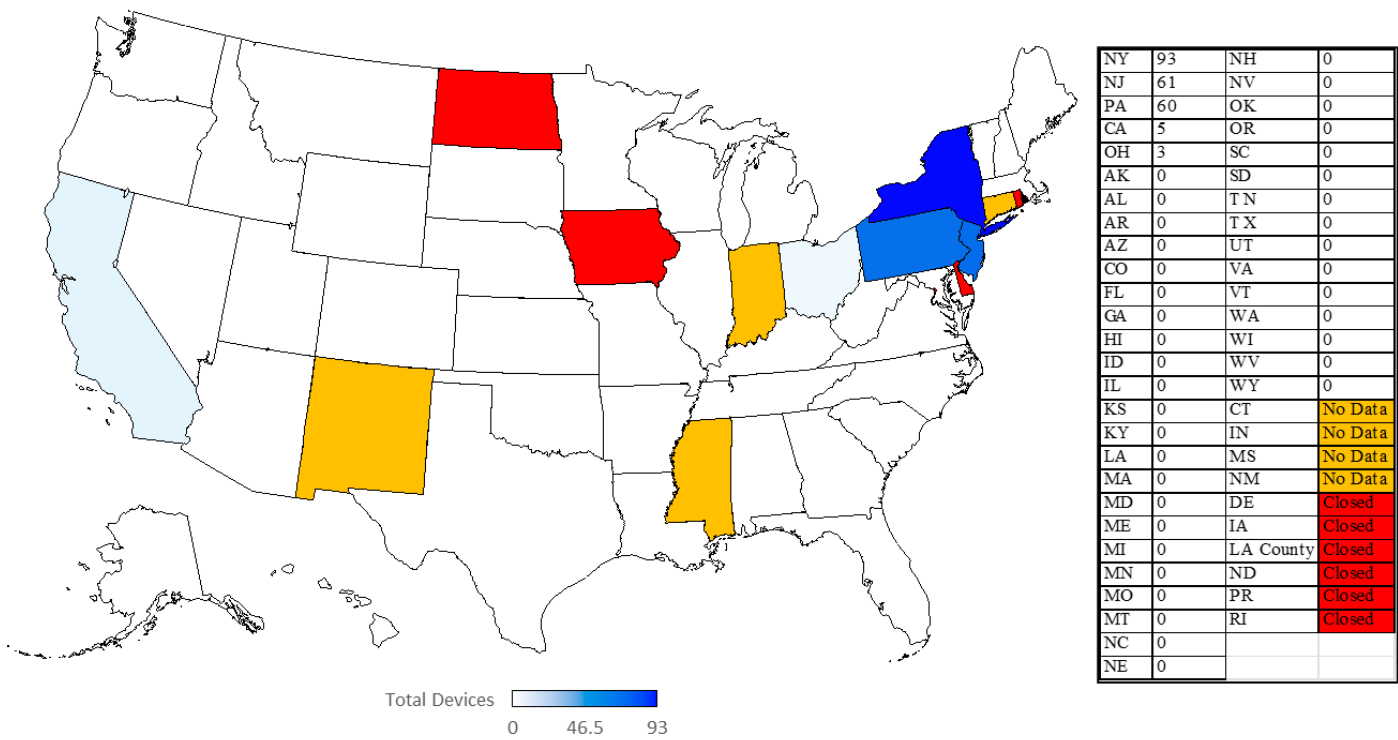 NY 93 NH 0
NJ 61 NV 0
PA 60 OK 0
CA 5 OR 0
OH 3 SC 0
AK 0 SD 0
AL 0 TN 0
AR 0 TX 0
AZ 0 UT 0
CO 0 VA 0
FL 0 VT 0
GA 0 WA 0
HI 0 WI 0
ID 0 WV 0
IL 0 WY 0
KS 0 CT No Data
KY 0 IN No Data
LA 0 MS No Data
MA 0 NM No Data
MD 0 DE Closed
ME 0 IA Closed
MI 0 LA County Closed
MN 0 ND Closed
MO 0 PR Closed
MT 0 RI Closed
NC 0
NE 0
Total Devices
0 46.5 93